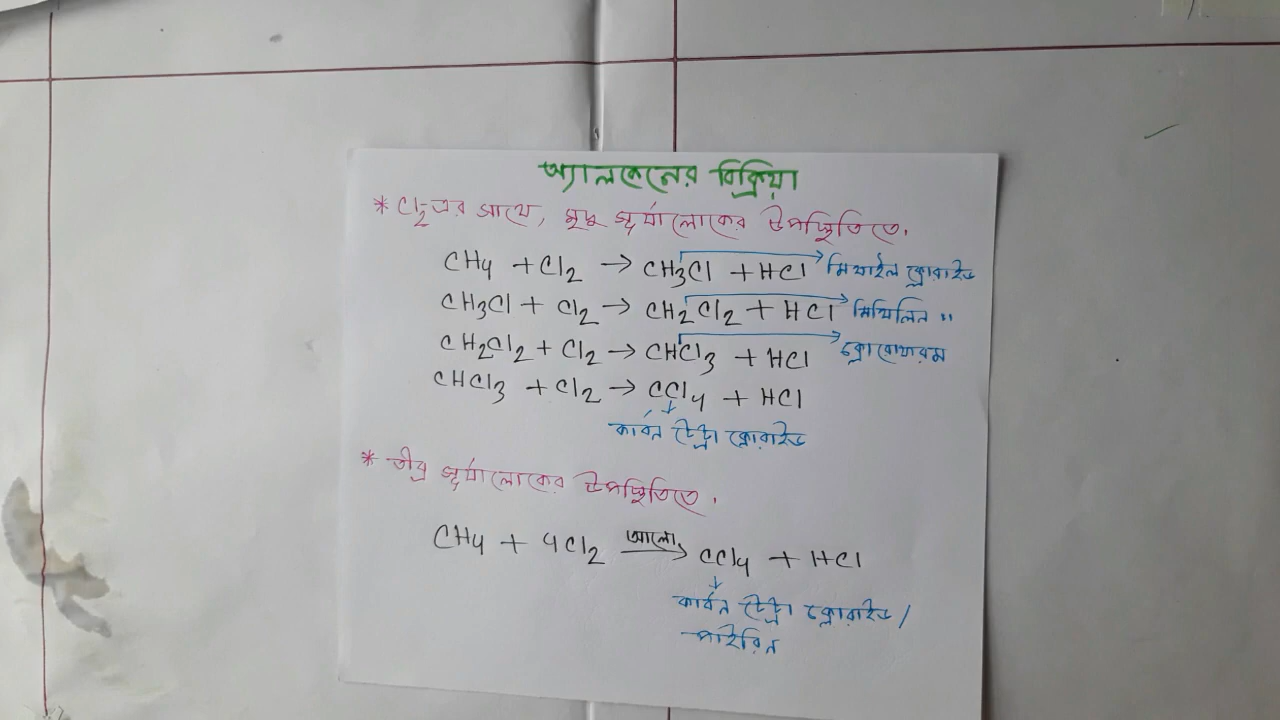 অ্যালকেনের বিক্রিয়া
* Cl₂ এর সাথে, মৃদু সূর্যালোকের উপস্থিতিতে।
CH4 + Cl2 → CH3Cl + HCl মিথাইল ক্লোরাইড
CH3Cl + Cl2 → CH2Cl2 + HCl মিথিলিন "
CH2Cl2 + Cl2 → CHCl3 + HCl ক্লোরোফরম
CHCl3 + Cl2 → CCl4 + HCl
কার্বন টেট্রা ক্লোরাইড
* তীব্র সূর্যালোকের উপস্থিতিতে।
CH4 + 4Cl2 আলো→ CCl4 + HCl
কার্বন টেট্রা ক্লোরাইড /
পাইরিন